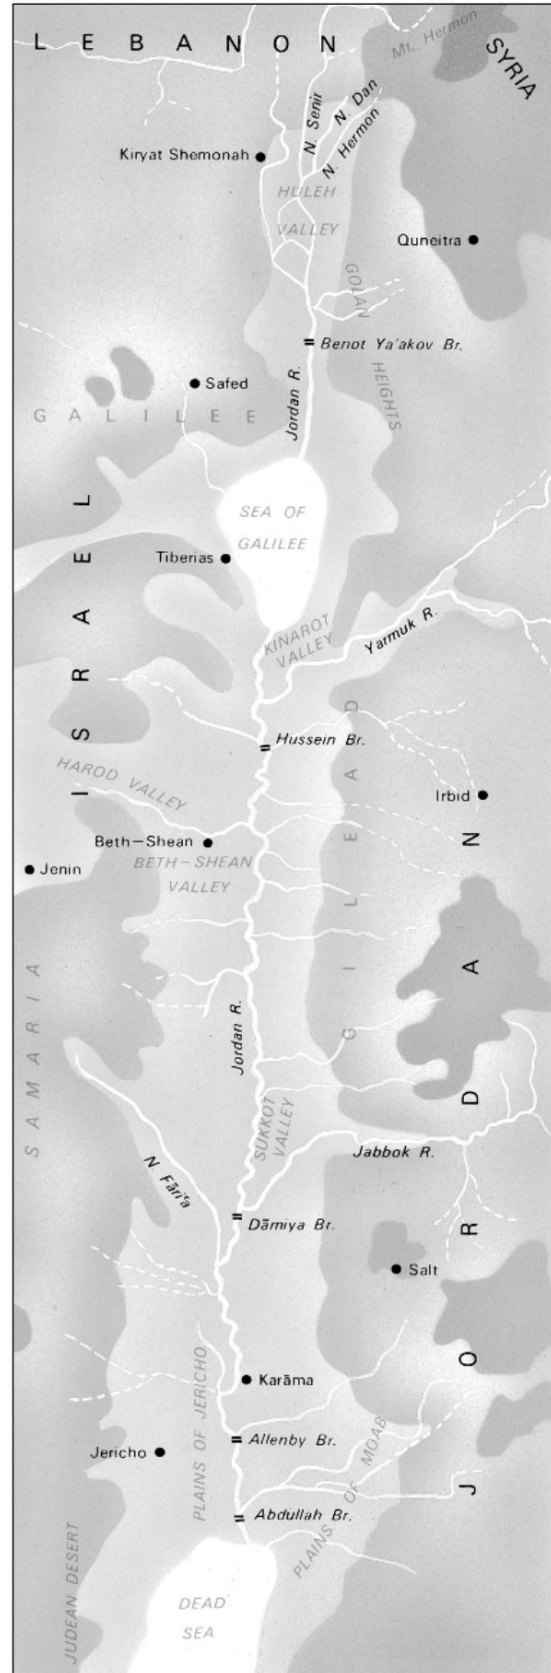 LEBANON
Mt. Hermon
SYRIA
N. Senir
N. Dan
N. Hermon
Kiryat Shemonah
HULEH
VALLEY
Quneitra
GOLAN
HEIGHTS
Benot Ya'akov Br.
Safed
GALILEE
Jordan R.
ISRAEL
SEA OF
GALILEE
Tiberias
KINAROT
VALLEY
Yarmuk R.
Hussein Br.
HAROD VALLEY
GILEAD
Irbid
Beth-Shean
BETH-SHEAN
VALLEY
Jenin
JORDAN
SAMARIA
Jordan R.
SUKKOT
VALLEY
Jabbok R.
N. Fāri'a
Dāmiya Br.
Salt
Karāma
PLAINS OF JERICHO
Allenby Br.
Jericho
PLAINS OF MOAB
Abdullah Br.
JUDEAN DESERT
DEAD
SEA